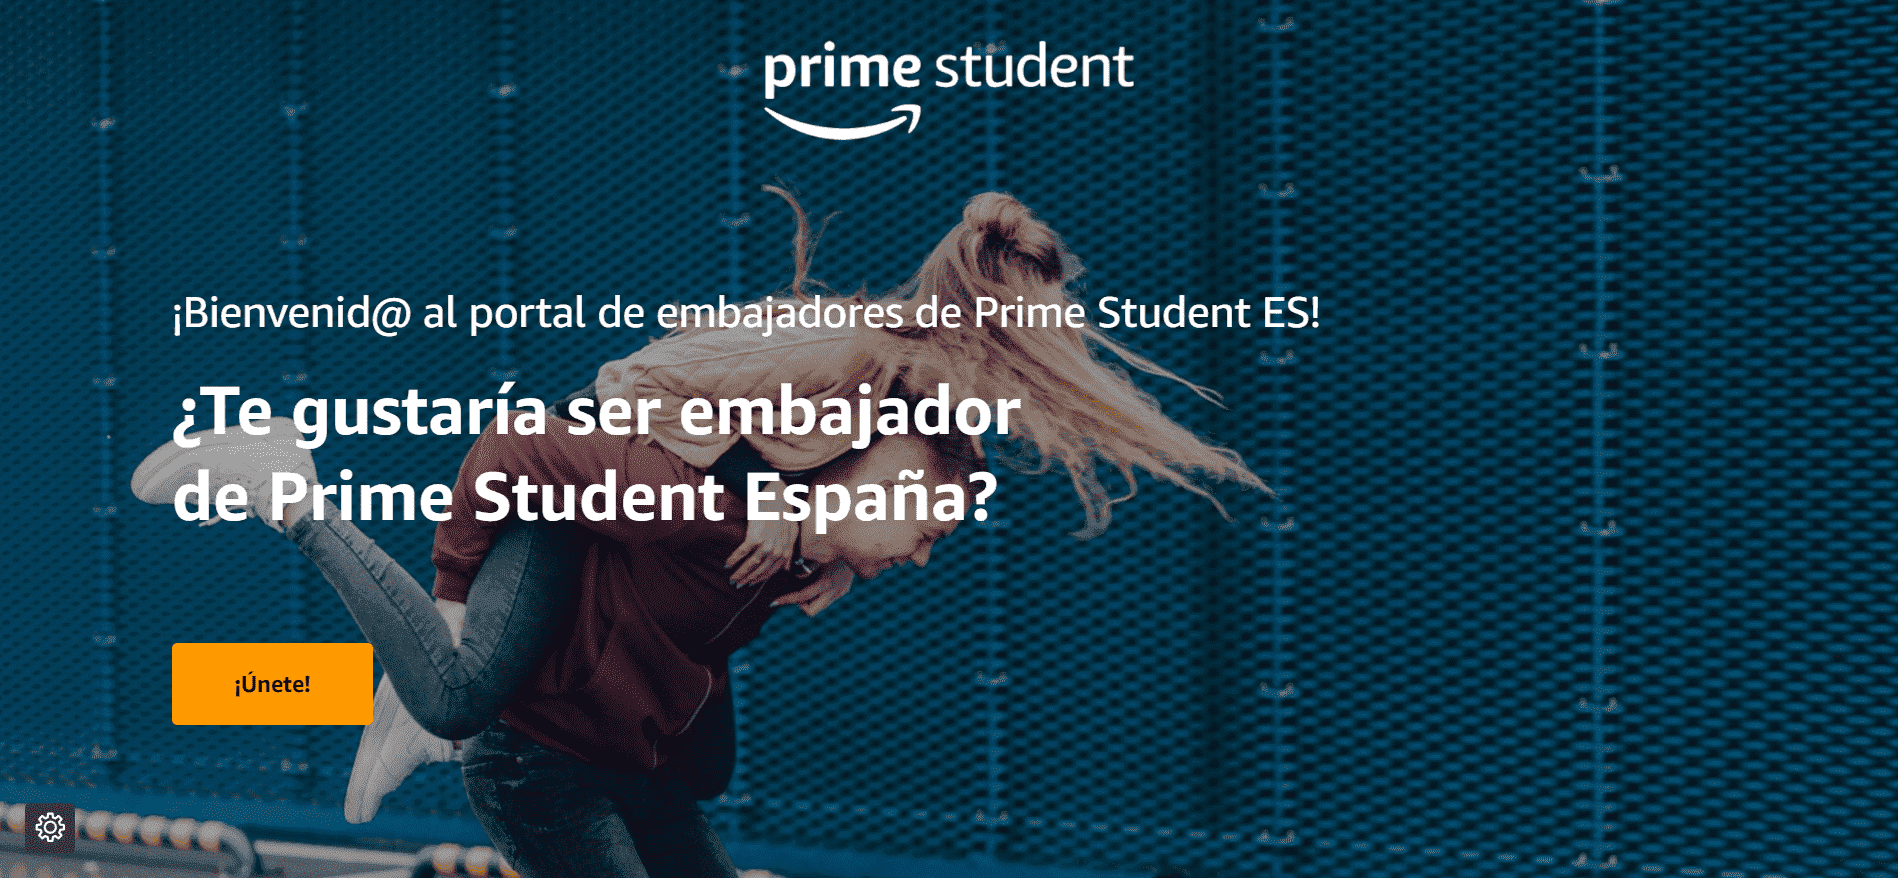 prime student
¡Bienvenid@ al portal de embajadores de Prime Student ES!
¿Te gustaría ser embajador
de Prime Student España?
¡Únete!